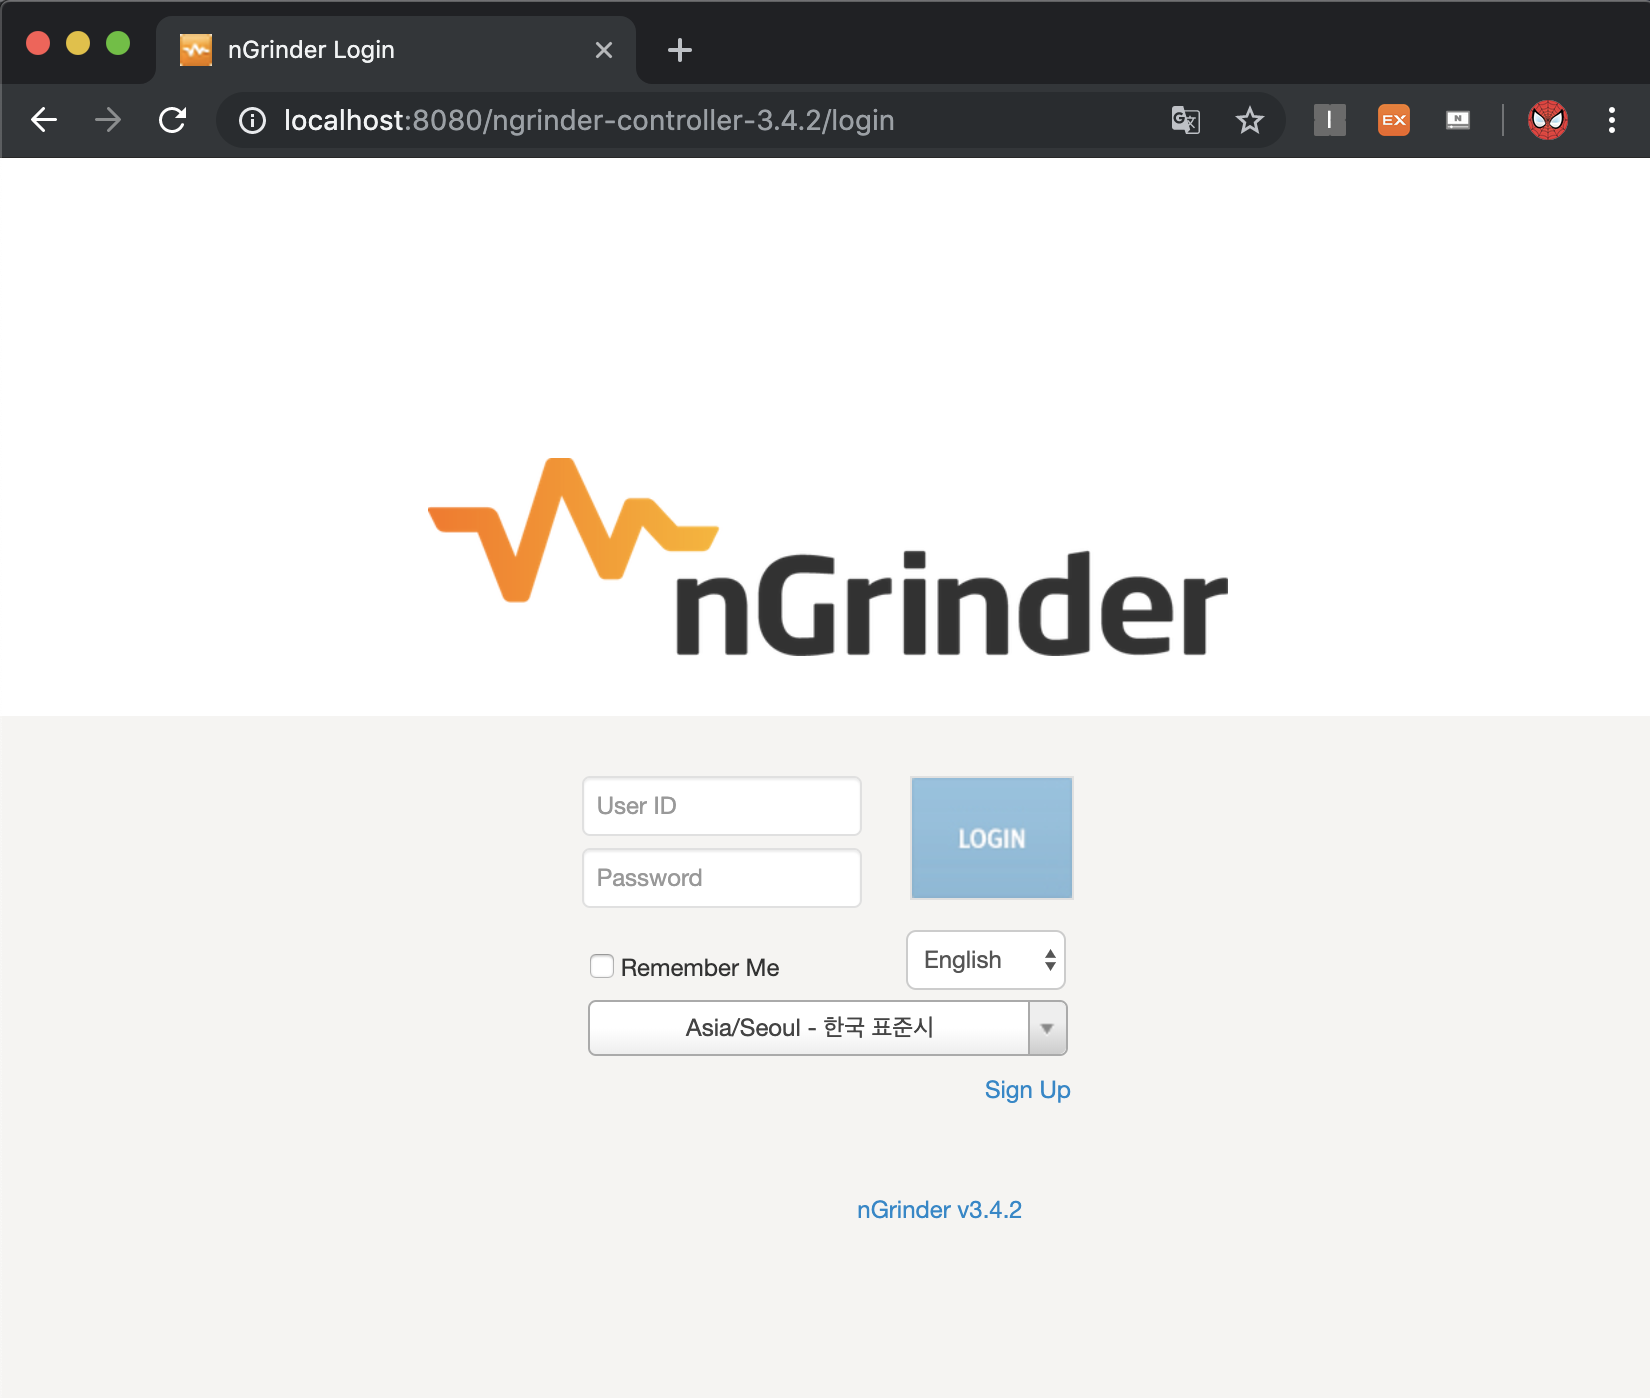 nGrinder Login
localhost:8080/ngrinder-controller-3.4.2/login
EX
N
nGrinder
User ID
LOGIN
Password
Remember Me
English
Asia/Seoul - 한국 표준시
Sign Up
nGrinder v3.4.2